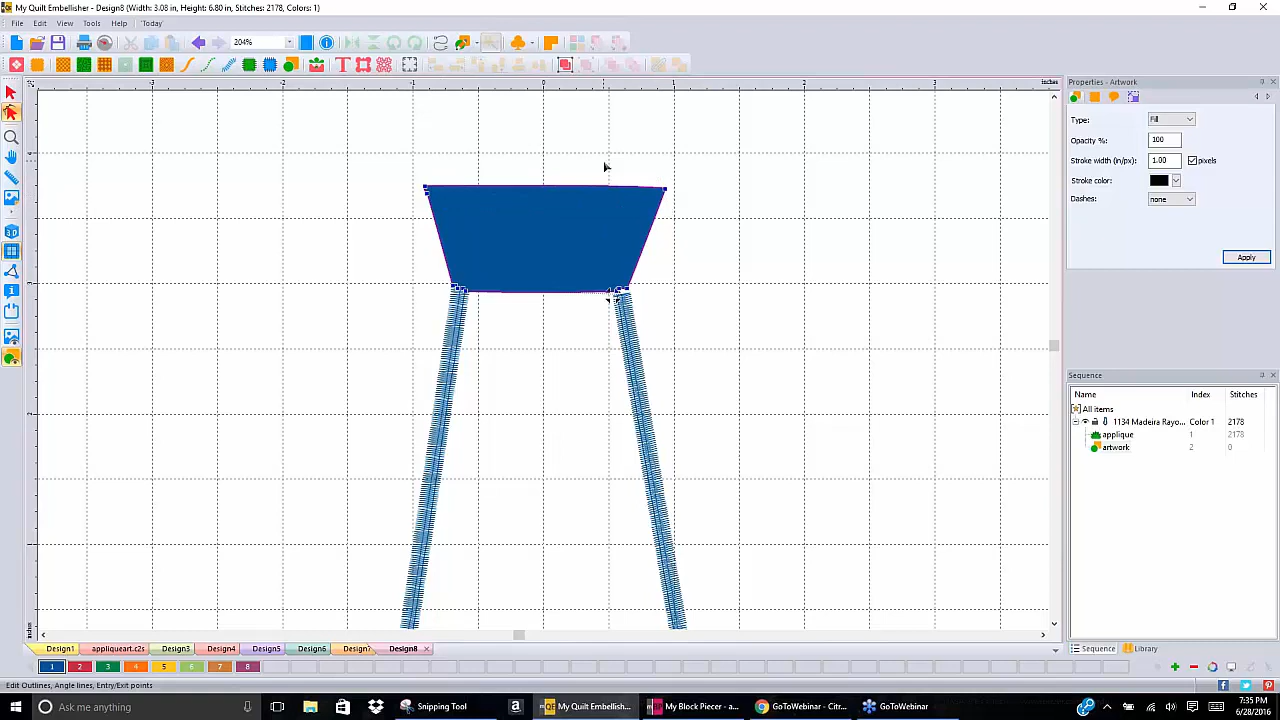 My Quilt Embellisher - Design8 (Width: 3.08 in, Height: 6.80 in, Stitches: 2178, Colors: 1)
File Edit View Tools Help 'Today'
204%
inches
Properties - Artwork
Type: Fill
Opacity %: 100
Stroke width (in/px): 1.00 pixels
Stroke color:
Dashes: none
Apply
Sequence
Name Index Stitches
All items
1134 Madeira Rayo... Color 1 2178
applique 1 2178
artwork 2 0
Design1 appliqueart.c2s Design3 Design4 Design5 Design6 Design7 Design8
Sequence Library
1 2 3 4 5 6 7 8
Edit Outlines, Angle lines, Entry/Exit points
Ask me anything
Snipping Tool
My Quilt Embellishe...
My Block Piecer - a...
GoToWebinar - Citr...
GoToWebinar
7:35 PM
6/28/2016